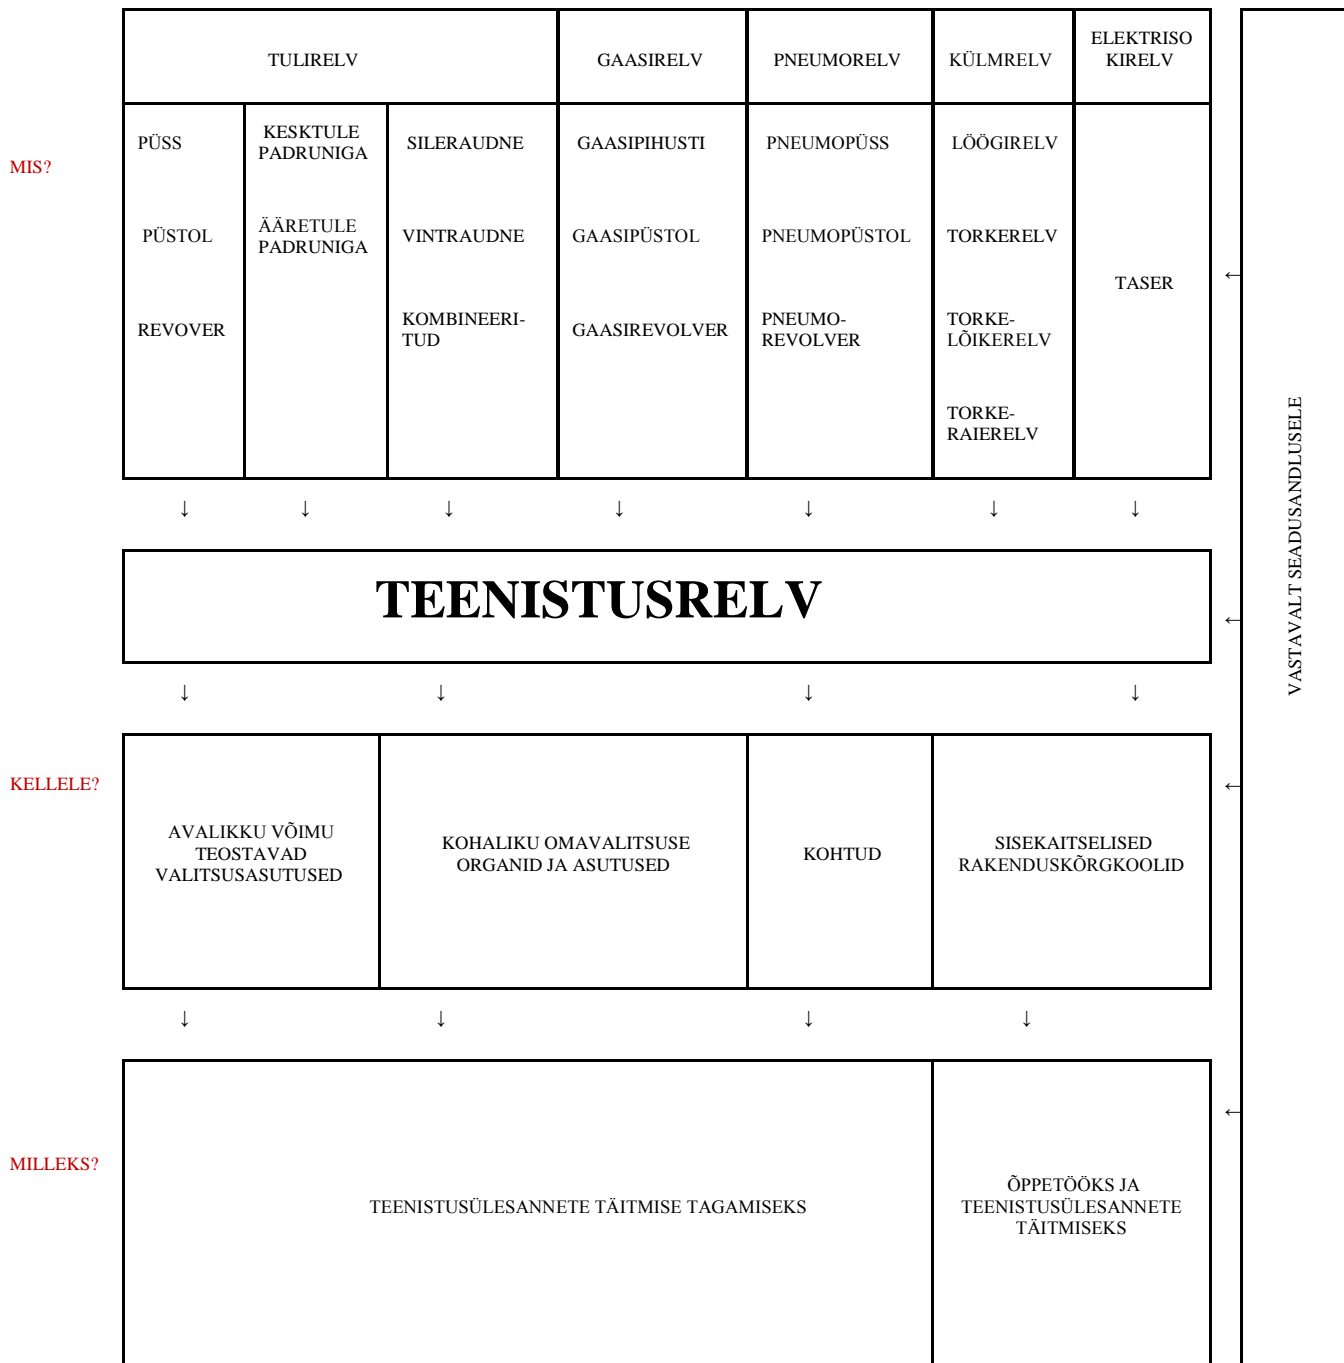 TULIRELV
GAASIRELV
PNEUMORELV
KÜLMRELV
ELEKTRISO
KIRELV
MIS?
PÜSS
PÜSTOL
REVOVER
KESKTULE
PADRUNIGA
ÄÄRETULE
PADRUNIGA
SILERAUDNE
VINTRAUDNE
KOMBINEERI-
TUD
GAASIPIHUSTI
GAASIPÜSTOL
GAASIREVOLVER
PNEUMOPÜSS
PNEUMOPÜSTOL
PNEUMO-
REVOLVER
LÖÖGIRELV
TORKERELV
TORKE-
LÕIKERELV
TORKE-
RAIERELV
TASER
← 
↓ ↓ ↓ ↓ ↓ ↓ ↓
TEENISTUSRELV
←
↓ ↓ ↓ ↓
KELLELE?
AVALIKKU VÕIMU
TEOSTAVAD
VALITSUSASUTUSED
KOHALIKU OMAVALITSUSE
ORGANID JA ASUTUSED
KOHTUD
SISEKAITSELISED
RAKENDUSKÕRGKOOLID
←
↓ ↓ ↓ ↓
MILLEKS?
TEENISTUSÜLESANNETE TÄITMISE TAGAMISEKS
ÕPPETÖÖKS JA
TEENISTUSÜLESANNETE
TÄITMISEKS
←
VASTAVALT SEADUSANDLUSELE